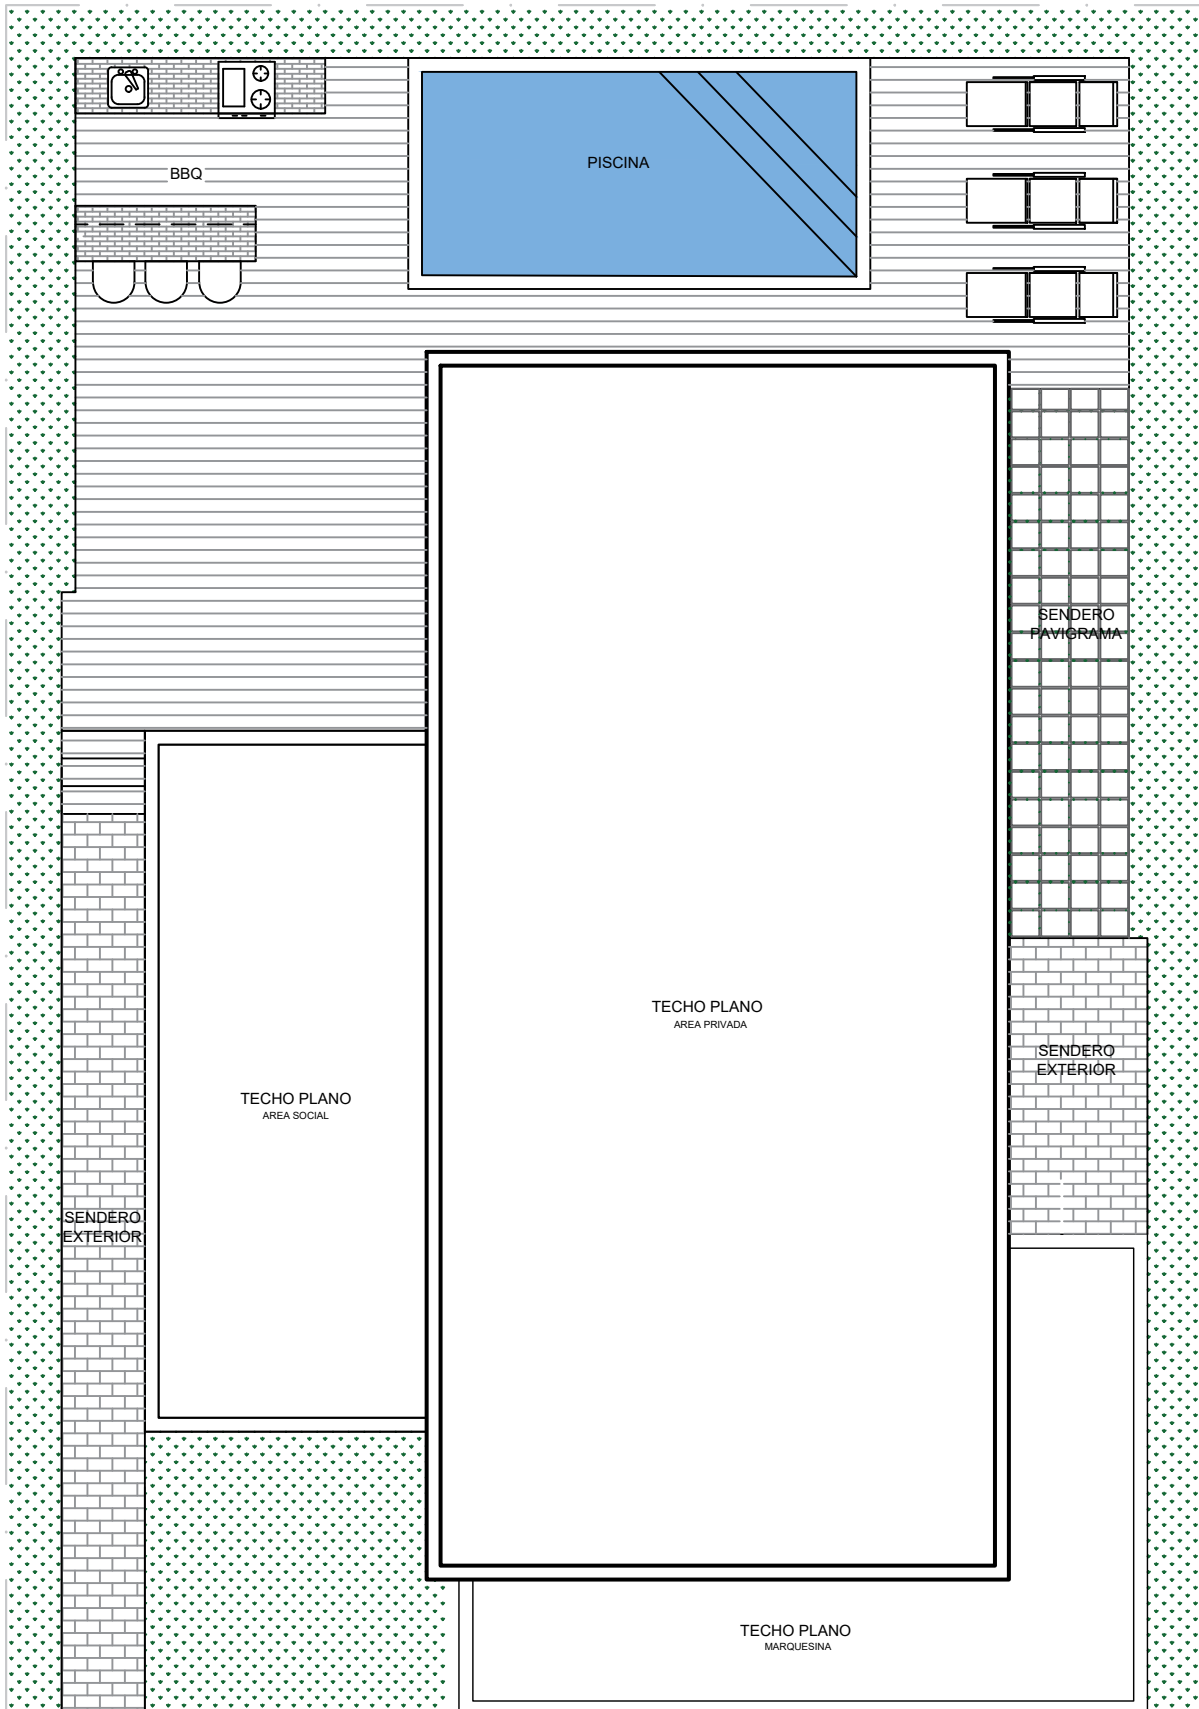 PISCINA
BBQ
SENDERO
PAVIGRAMA
TECHO PLANO
AREA PRIVADA
SENDERO
EXTERIOR
TECHO PLANO
AREA SOCIAL
SENDERO
EXTERIOR
TECHO PLANO
MARQUESINA